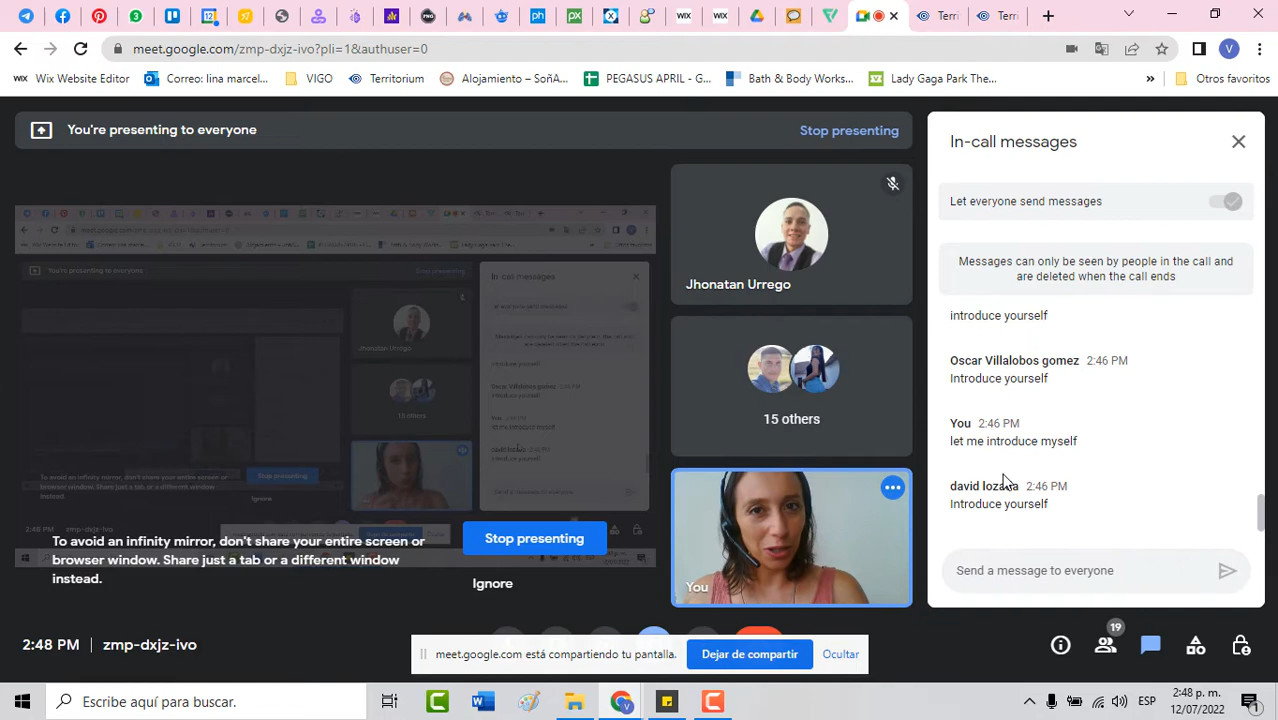 meet.google.com/zmp-dxjz-ivo?pli=1&authuser=0
Terri
Terri
WIX Wix Website Editor
Correo: lina marcel...
VIGO
Territorium
Alojamiento – SoñA...
PEGASUS APRIL - G...
Bath & Body Works...
Lady Gaga Park The...
»
Otros favoritos
You're presenting to everyone
Stop presenting
Jhonatan Urrego
15 others
You
To avoid an infinity mirror, don't share your entire screen or
browser window. Share just a tab or a different window
instead.
Stop presenting
Ignore
In-call messages
Let everyone send messages
Messages can only be seen by people in the call and
are deleted when the call ends
introduce yourself
Oscar Villalobos gomez 2:46 PM
Introduce yourself
You 2:46 PM
let me introduce myself
david lozana 2:46 PM
Introduce yourself
Send a message to everyone
2:48 PM | zmp-dxjz-ivo
meet.google.com está compartiendo tu pantalla.
Dejar de compartir
Ocultar
19
Escribe aquí para buscar.
ESP
2:48 p. m.
12/07/2022